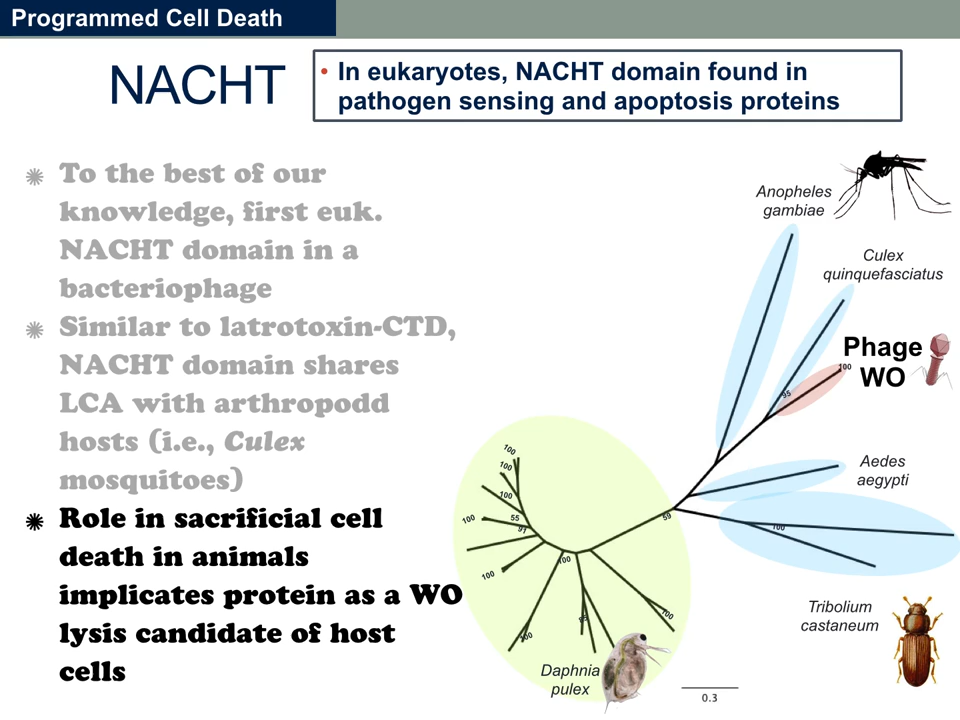 Programmed Cell Death
NACHT
• In eukaryotes, NACHT domain found in
pathogen sensing and apoptosis proteins
To the best of our
knowledge, first euk.
NACHT domain in a
bacteriophage
Similar to latrotoxin-CTD,
NACHT domain shares
LCA with arthropodd
hosts (i.e., Culex
mosquitoes)
Role in sacrificial cell
death in animals
implicates protein as a WO
lysis candidate of host
cells
Anopheles
gambiae
Culex
quinquefasciatus
Phage
WO
100
95
Aedes
aegypti
100
59
Tribolium
castaneum
100
100
100
55
100
91
100
100
100
100
Daphnia
pulex
0.3